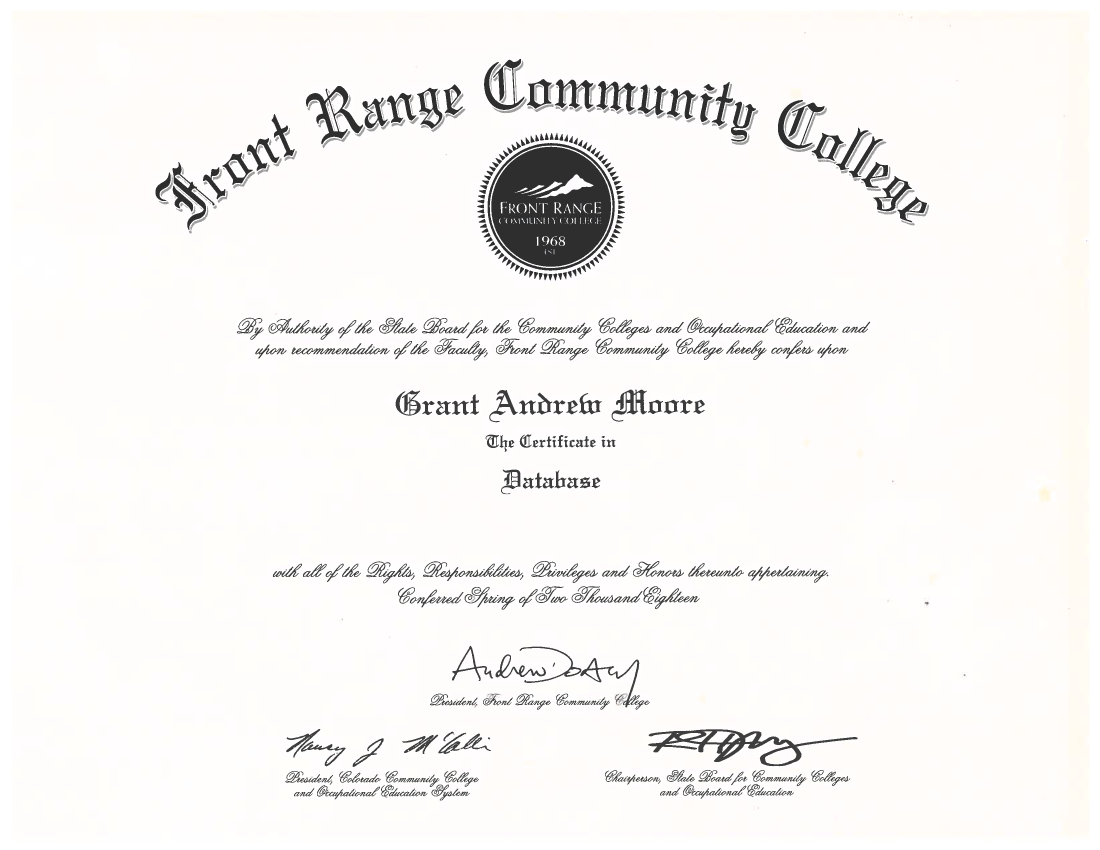 Front Range Community College
FRONT RANGE
COMMUNITY COLLEGE
1968
EST
By Authority of the State Board for the Community Colleges and Occupational Education and
upon recommendation of the Faculty, Front Range Community College hereby confers upon
Grant Andrew Moore
The Certificate in
Database
with all of the Rights, Responsibilities, Privileges and Honors thereunto appertaining.
Conferred Spring of Two Thousand Eighteen
Andrew Dorsey
President, Front Range Community College
Nancy J McCallin
President, Colorado Community College
and Occupational Education System
Chairperson, State Board for Community Colleges
and Occupational Education